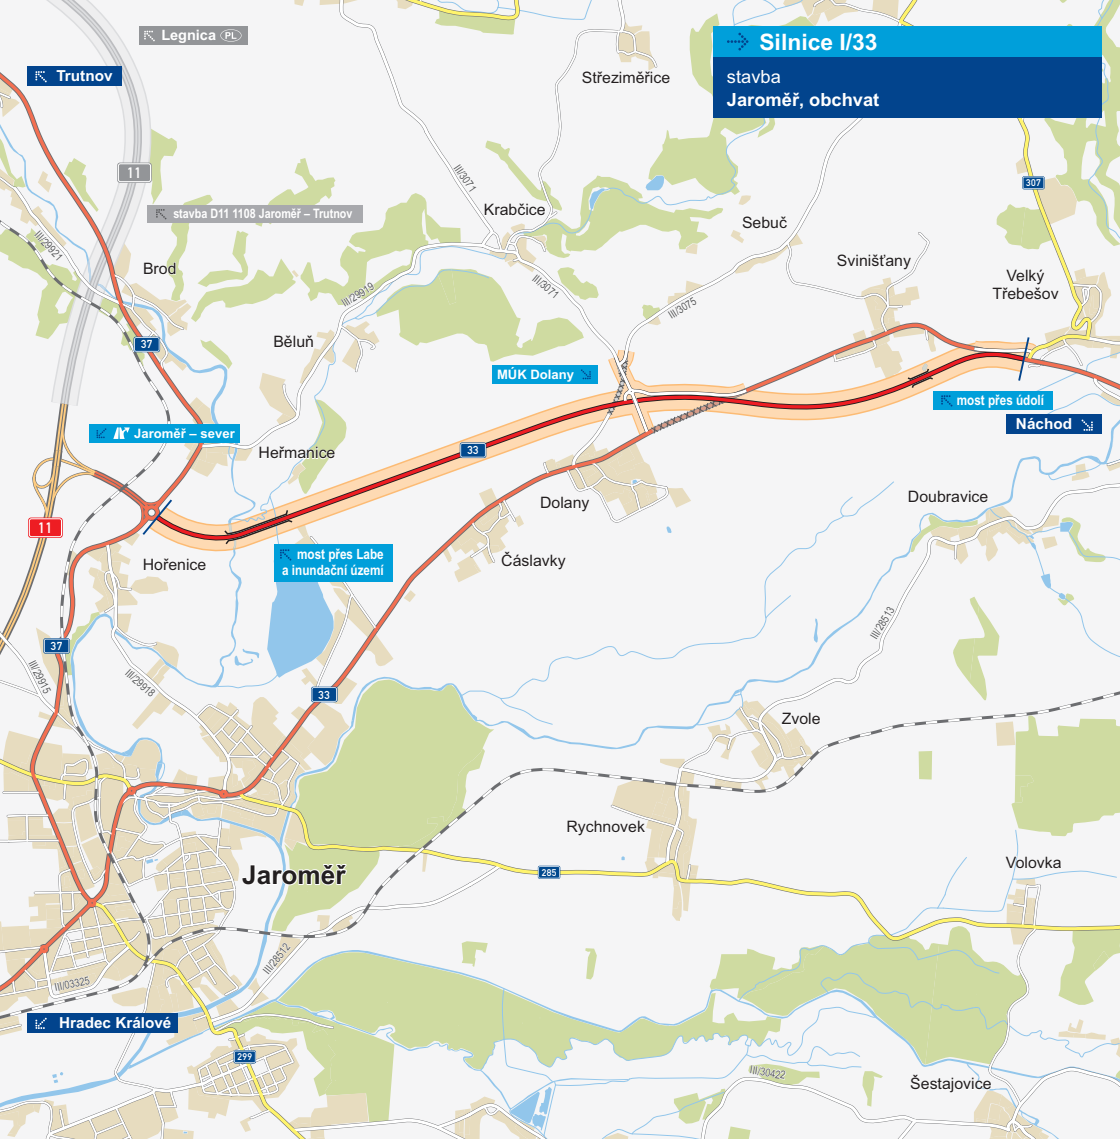 Legnica PL
Silnice I/33
Trutnov
stavba
Jaroměř, obchvat
Střeziměřice
11
III/3071
307
stavba D11 1108 Jaroměř – Trutnov
Krabčice
Sebuč
III/29921
Brod
Svinišťany
Velký
Třebešov
III/3071
III/29919
III/3075
37
Běluň
MÚK Dolany
most přes údolí
Náchod
Jaroměř – sever
Heřmanice
33
Dolany
Doubravice
11
Hořenice
most přes Labe
a inundační území
Čáslavky
III/28513
37
III/29915
III/29918
33
Zvole
Rychnovek
Jaroměř
285
Volovka
III/28512
III/03325
Hradec Králové
299
III/30422
Šestajovice